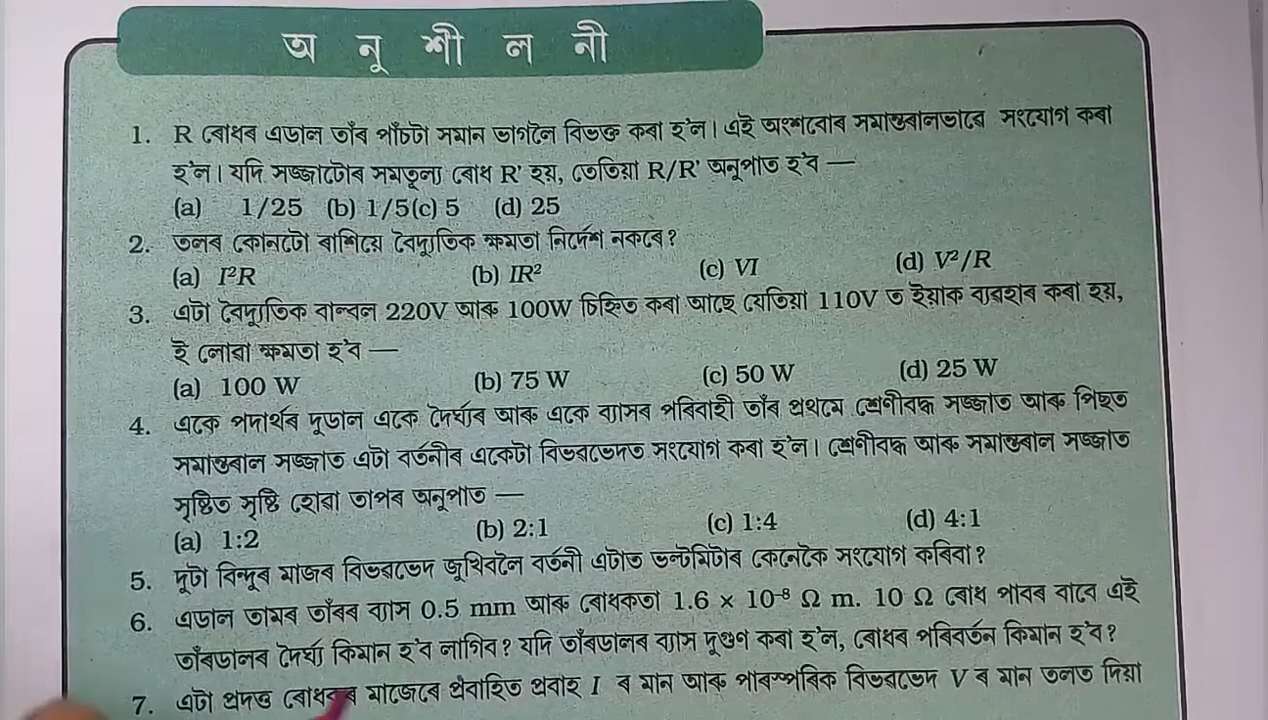 অ নু শী ল নী
1. R ৰোধৰ এডাল তাঁৰ পাঁচটা সমান ভাগলৈ বিভক্ত কৰা হ'ল। এই অংশবোৰ সমান্তৰালভাৱে সংযোগ কৰা
হ'ল। যদি সজ্জাটোৰ সমতুল্য ৰোধ R' হয়, তেতিয়া R/R' অনুপাত হ'ব —
(a) 1/25 (b) 1/5(c) 5 (d) 25
2. তলৰ কোনটো ৰাশিয়ে বৈদ্যুতিক ক্ষমতা নিৰ্দেশ নকৰে?
(a) I²R (b) IR² (c) VI (d) V²/R
3. এটা বৈদ্যুতিক বাল্বল 220V আৰু 100W চিহ্নিত কৰা আছে যেতিয়া 110V ত ইয়াক ব্যৱহাৰ কৰা হয়,
ই লোৱা ক্ষমতা হ'ব —
(a) 100 W (b) 75 W (c) 50 W (d) 25 W
4. একে পদাৰ্থৰ দুডাল একে দৈৰ্ঘ্যৰ আৰু একে ব্যাসৰ পৰিবাহী তাঁৰ প্ৰথমে শ্ৰেণীবদ্ধ সজ্জাত আৰু পিছত
সমান্তৰাল সজ্জাত এটা বৰ্তনীৰ একেটা বিভৱভেদত সংযোগ কৰা হ'ল। শ্ৰেণীবদ্ধ আৰু সমান্তৰাল সজ্জাত
সৃষ্টিত সৃষ্টি হোৱা তাপৰ অনুপাত —
(a) 1:2 (b) 2:1 (c) 1:4 (d) 4:1
5. দুটা বিন্দুৰ মাজৰ বিভৱভেদ জুখিবলৈ বৰ্তনী এটাত ভল্টমিটাৰ কেনেকৈ সংযোগ কৰিবা?
6. এডাল তামৰ তাঁৰৰ ব্যাস 0.5 mm আৰু ৰোধকতা 1.6 × 10⁻⁸ Ω m. 10 Ω ৰোধ পাবৰ বাবে এই
তাঁৰডালৰ দৈৰ্ঘ্য কিমান হ'ব লাগিব? যদি তাঁৰডালৰ ব্যাস দুগুণ কৰা হ'ল, ৰোধৰ পৰিবৰ্তন কিমান হ'ব?
7. এটা প্ৰদত্ত ৰোধকৰ মাজেৰে প্ৰবাহিত প্ৰবাহ I ৰ মান আৰু পাৰস্পৰিক বিভৱভেদ V ৰ মান তলত দিয়া